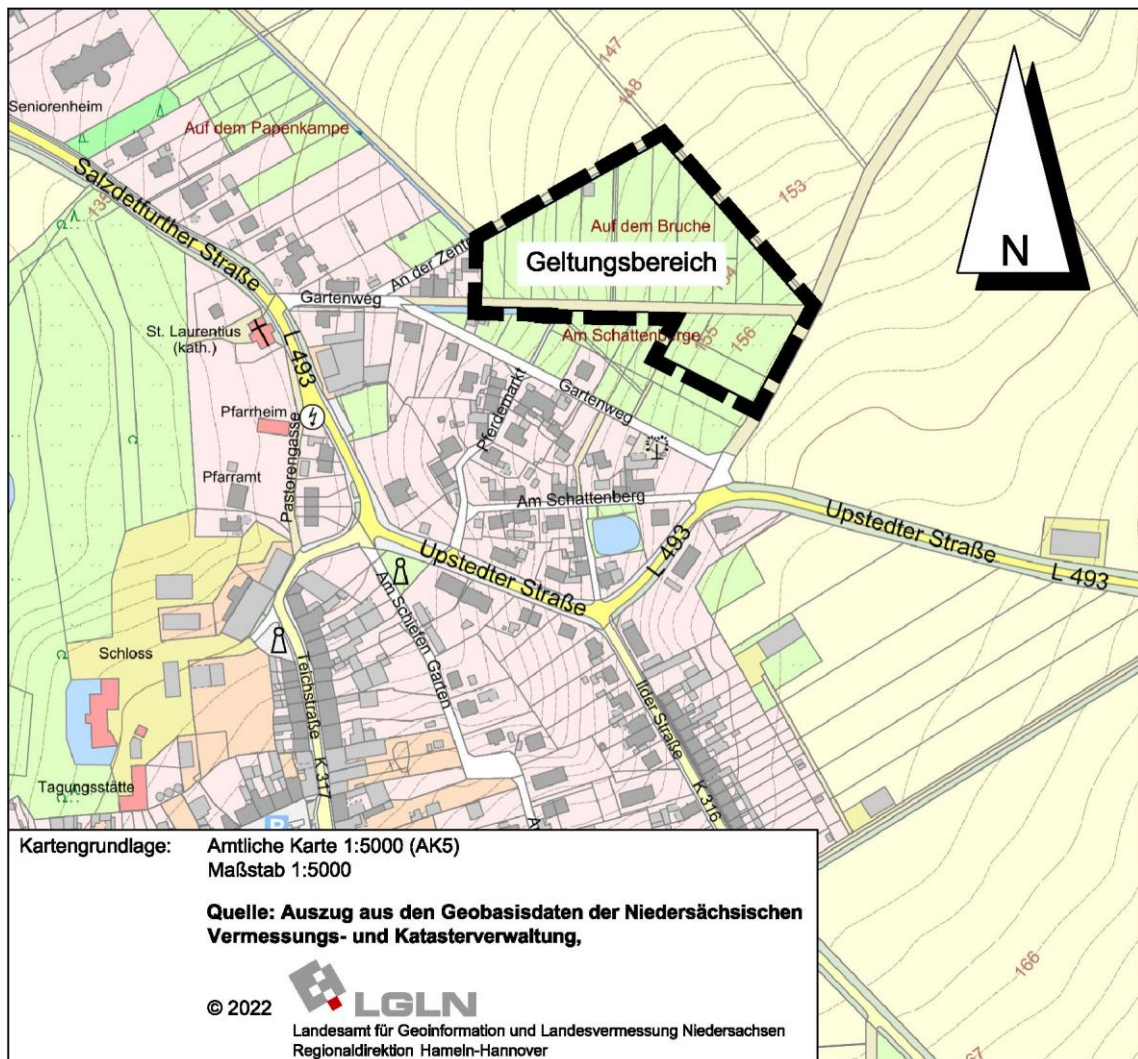 147
148
Seniorenheim
Auf dem Papenkampe
Salzdetfurther Straße
135
153
Auf dem Bruche
Geltungsbereich
154
N
An der Zente
Gartenweg
Am Schattenberge
155
156
St. Laurentius
(kath.)
L 493
Pfarrheim
Pastorengasse
Pferdemarkt
Gartenweg
Pfarramt
Am Schattenberg
Upstedter Straße
L 493
Upstedter Straße
L 493
Am Schiefen Garten
Schloss
Teichstraße
K 317
Ilder Straße
K 316
Tagungsstätte
P
166
Kartengrundlage: Amtliche Karte 1:5000 (AK5)
Maßstab 1:5000
Quelle: Auszug aus den Geobasisdaten der Niedersächsischen
Vermessungs- und Katasterverwaltung,
© 2022 LGLN
Landesamt für Geoinformation und Landesvermessung Niedersachsen
Regionaldirektion Hameln-Hannover